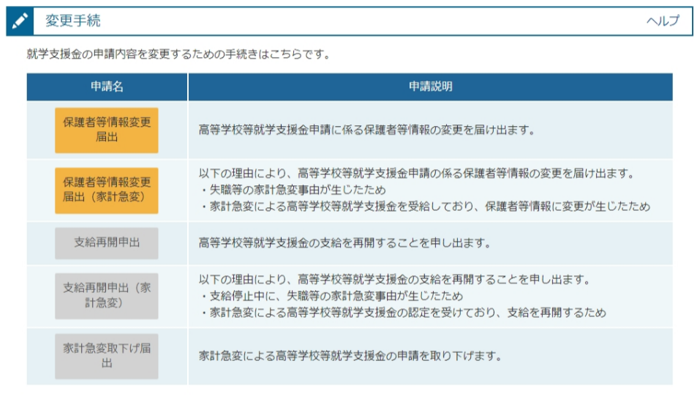 変更手続
ヘルプ
就学支援金の申請内容を変更するための手続きはこちらです。
申請名
申請説明
保護者等情報変更
届出
高等学校等就学支援金申請に係る保護者等情報の変更を届け出ます。
保護者等情報変更
届出（家計急変）
以下の理由により、高等学校等就学支援金申請の係る保護者等情報の変更を届け出ます。
・失職等の家計急変事由が生じたため
・家計急変による高等学校等就学支援金を受給しており、保護者等情報に変更が生じたため
支給再開申出
高等学校等就学支援金の支給を再開することを申し出ます。
支給再開申出（家
計急変）
以下の理由により、高等学校等就学支援金の支給を再開することを申し出ます。
・支給停止中に、失職等の家計急変事由が生じたため
・家計急変による高等学校等就学支援金の認定を受けており、支給を再開するため
家計急変取下げ届
出
家計急変による高等学校等就学支援金の申請を取り下げます。